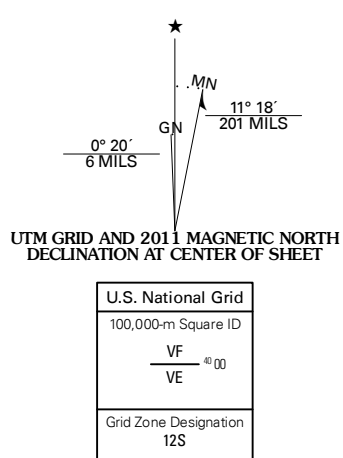 ★
MN
11° 18´
201 MILS
GN
0° 20´
6 MILS
UTM GRID AND 2011 MAGNETIC NORTH
DECLINATION AT CENTER OF SHEET
U.S. National Grid
100,000-m Square ID
VF
40 00
VE
Grid Zone Designation
12S